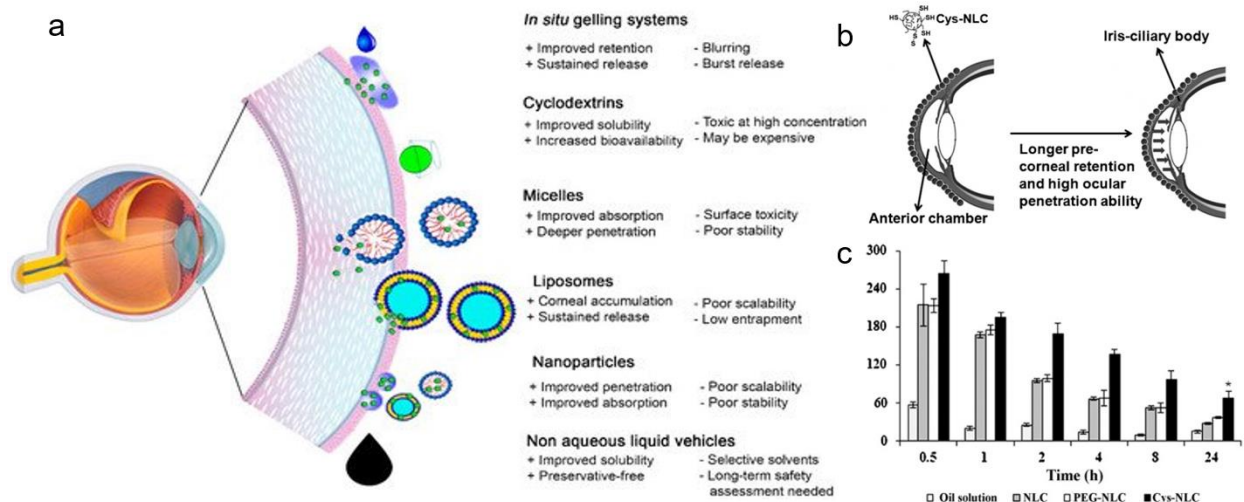 a
In situ gelling systems
+ Improved retention - Blurring
+ Sustained release - Burst release
Cyclodextrins
+ Improved solubility - Toxic at high concentration
+ Increased bioavailability - May be expensive
Micelles
+ Improved absorption - Surface toxicity
+ Deeper penetration - Poor stability
Liposomes
+ Corneal accumulation - Poor scalability
+ Sustained release - Low entrapment
Nanoparticles
+ Improved penetration - Poor scalability
+ Improved absorption - Poor stability
Non aqueous liquid vehicles
+ Improved solubility - Selective solvents
+ Preservative-free - Long-term safety
assessment needed
b
SH
HS
SH
SH
S
S
Cys-NLC
Iris-ciliary body
Anterior chamber
Longer pre-
corneal retention
and high ocular
penetration ability
c
300
240
180
120
60
0
*
0.5 1 2 4 8 24
Time (h)
Oil solution NLC PEG-NLC Cys-NLC